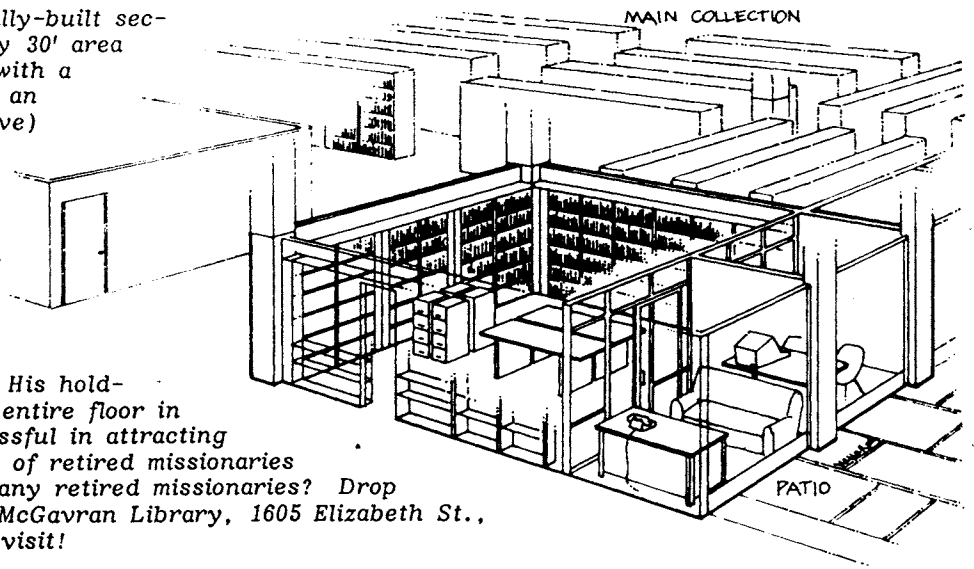 MAIN COLLECTION
lly-built sec-
y 30' area
with a
an
ve)
His hold-
entire floor in
ssful in attracting
of retired missionaries
any retired missionaries? Drop
McGavran Library, 1605 Elizabeth St.,
visit!
PATIO